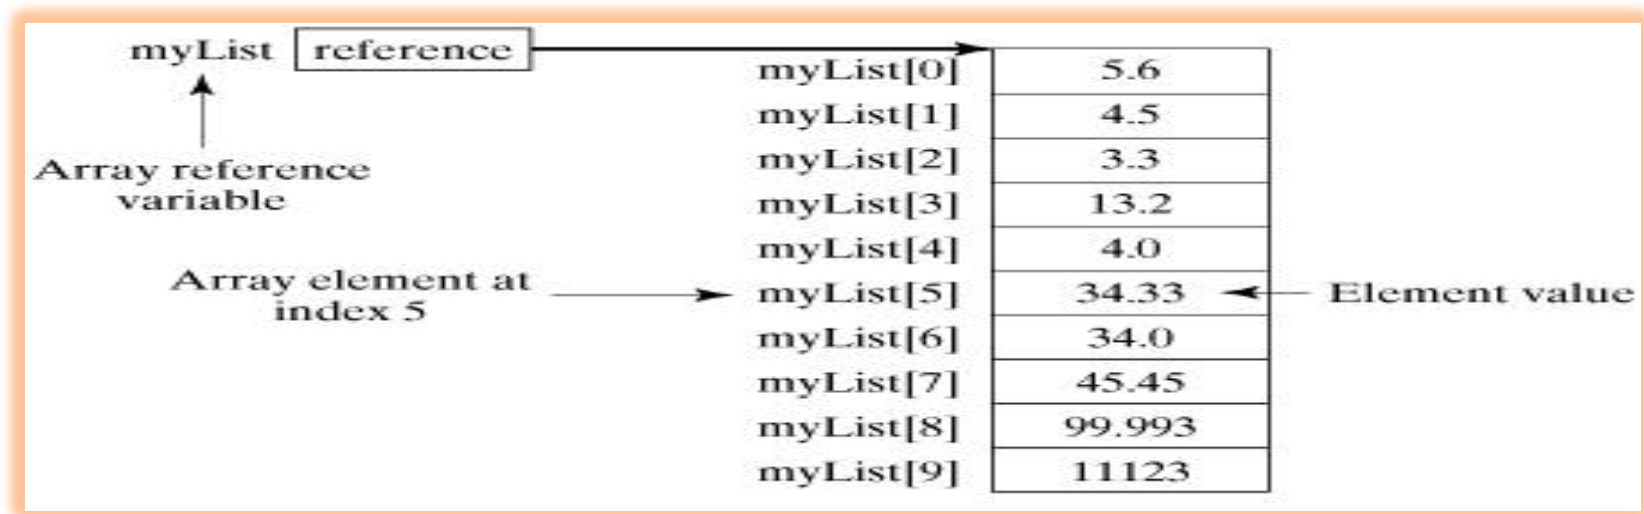 myList reference
Array reference
variable
myList[0] 5.6
myList[1] 4.5
myList[2] 3.3
myList[3] 13.2
myList[4] 4.0
Array element at
index 5
myList[5] 34.33 Element value
myList[6] 34.0
myList[7] 45.45
myList[8] 99.993
myList[9] 11123